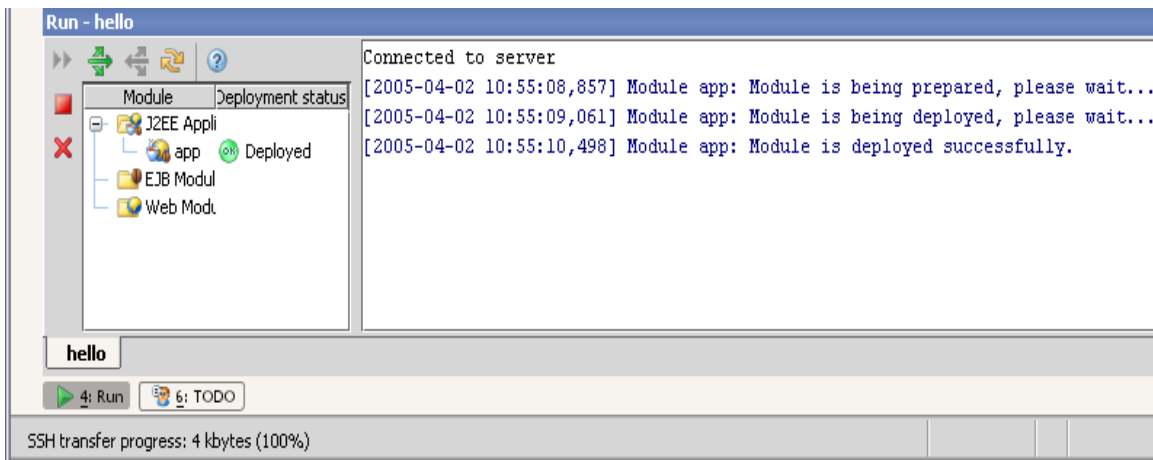 Run - hello
Connected to server
[2005-04-02 10:55:08,857] Module app: Module is being prepared, please wait...
[2005-04-02 10:55:09,061] Module app: Module is being deployed, please wait...
[2005-04-02 10:55:10,498] Module app: Module is deployed successfully.
Module Deployment status
J2EE Appli
app OK Deployed
EJB Modul
Web Modu
hello
4: Run 6: TODO
SSH transfer progress: 4 kbytes (100%)